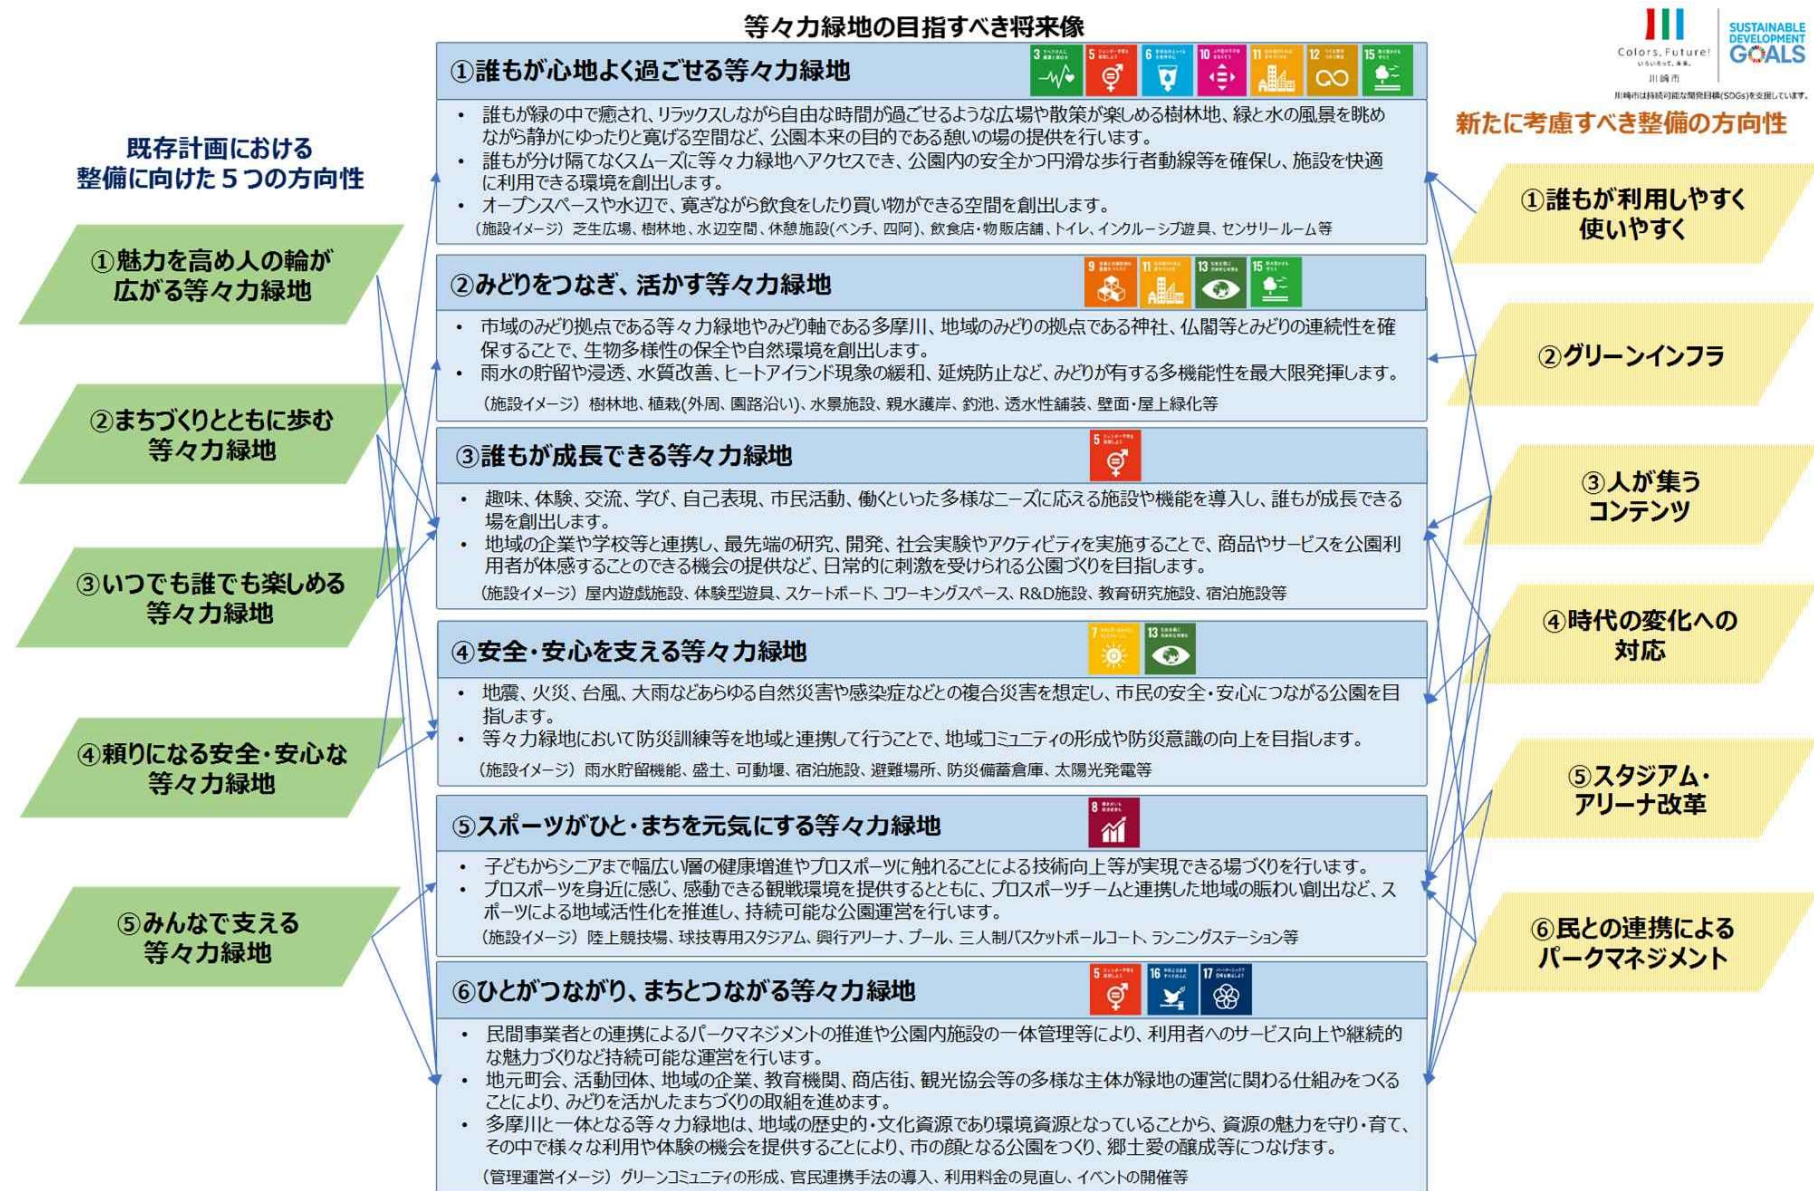 等々力緑地の目指すべき将来像
Colors, Future!
いろいろって、未来。
川崎市
SUSTAINABLE
DEVELOPMENT
GOALS
川崎市は持続可能な開発目標(SDGs)を支援しています。
既存計画における
整備に向けた５つの方向性
①魅力を高め人の輪が
広がる等々力緑地
②まちづくりとともに歩む
等々力緑地
③いつでも誰でも楽しめる
等々力緑地
④頼りになる安全・安心な
等々力緑地
⑤みんなで支える
等々力緑地
①誰もが心地よく過ごせる等々力緑地
3 5 6 10 11 12 15
・ 誰もが緑の中で癒され、リラックスしながら自由な時間が過ごせるような広場や散策が楽しめる樹林地、緑と水の風景を眺め
ながら静かにゆったりと寛げる空間など、公園本来の目的である憩いの場の提供を行います。
・ 誰もが分け隔てなくスムーズに等々力緑地へアクセスでき、公園内の安全かつ円滑な歩行者動線等を確保し、施設を快適
に利用できる環境を創出します。
・ オープンスペースや水辺で、寛ぎながら飲食をしたり買い物ができる空間を創出します。
（施設イメージ）芝生広場、樹林地、水辺空間、休憩施設(ベンチ、四阿)、飲食店・物販店舗、トイレ、インクルーシブ遊具、センサリールーム等
②みどりをつなぎ、活かす等々力緑地
9 11 13 15
・ 市域のみどり拠点である等々力緑地やみどり軸である多摩川、地域のみどりの拠点である神社、仏閣等とみどりの連続性を確
保することで、生物多様性の保全や自然環境を創出します。
・ 雨水の貯留や浸透、水質改善、ヒートアイランド現象の緩和、延焼防止など、みどりが有する多機能性を最大限発揮します。
（施設イメージ）樹林地、植栽(外周、園路沿い)、水景施設、親水護岸、釣池、透水性舗装、壁面・屋上緑化等
③誰もが成長できる等々力緑地
5
・ 趣味、体験、交流、学び、自己表現、市民活動、働くといった多様なニーズに応える施設や機能を導入し、誰もが成長できる
場を創出します。
・ 地域の企業や学校等と連携し、最先端の研究、開発、社会実験やアクティビティを実施することで、商品やサービスを公園利
用者が体感することのできる機会の提供など、日常的に刺激を受けられる公園づくりを目指します。
（施設イメージ）屋内遊戯施設、体験型遊具、スケートボード、コワーキングスペース、R&D施設、教育研究施設、宿泊施設等
④安全・安心を支える等々力緑地
7 13
・ 地震、火災、台風、大雨などあらゆる自然災害や感染症などとの複合災害を想定し、市民の安全・安心につながる公園を目
指します。
・ 等々力緑地において防災訓練等を地域と連携して行うことで、地域コミュニティの形成や防災意識の向上を目指します。
（施設イメージ）雨水貯留機能、盛土、可動堰、宿泊施設、避難場所、防災備蓄倉庫、太陽光発電等
⑤スポーツがひと・まちを元気にする等々力緑地
8
・ 子どもからシニアまで幅広い層の健康増進やプロスポーツに触れることによる技術向上等が実現できる場づくりを行います。
・ プロスポーツを身近に感じ、感動できる観戦環境を提供するとともに、プロスポーツチームと連携した地域の賑わい創出など、ス
ポーツによる地域活性化を推進し、持続可能な公園運営を行います。
（施設イメージ）陸上競技場、球技専用スタジアム、興行アリーナ、プール、三人制バスケットボールコート、ランニングステーション等
⑥ひとがつながり、まちとつながる等々力緑地
5 16 17
・ 民間事業者との連携によるパークマネジメントの推進や公園内施設の一体管理等により、利用者へのサービス向上や継続的
な魅力づくりなど持続可能な運営を行います。
・ 地元町会、活動団体、地域の企業、教育機関、商店街、観光協会等の多様な主体が緑地の運営に関わる仕組みをつくる
ことにより、みどりを活かしたまちづくりの取組を進めます。
・ 多摩川と一体となる等々力緑地は、地域の歴史的・文化資源であり環境資源となっていることから、資源の魅力を守り・育て、
その中で様々な利用や体験の機会を提供することにより、市の顔となる公園をつくり、郷土愛の醸成等につなげます。
（管理運営イメージ）グリーンコミュニティの形成、官民連携手法の導入、利用料金の見直し、イベントの開催等
新たに考慮すべき整備の方向性
①誰もが利用しやすく
使いやすく
②グリーンインフラ
③人が集う
コンテンツ
④時代の変化への
対応
⑤スタジアム・
アリーナ改革
⑥民との連携による
パークマネジメント